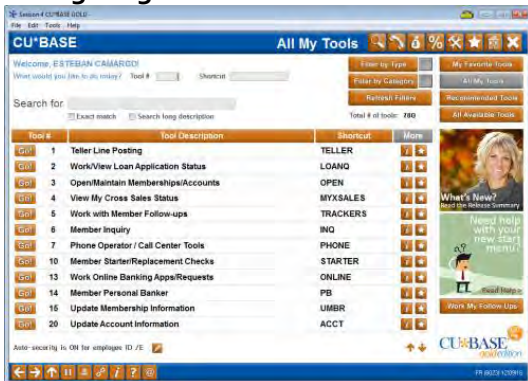 Session 4 CU*BASE GOLD
File Edit Tools Help
CU*BASE
All My Tools
Welcome, ESTEBAN CAMARGO!
What would you like to do today? Tool # Shortcut
Filter by Type
Filter by Category
Refresh Filters
Search for
Exact match Search long description
Total # of tools: 780
My Favorite Tools
All My Tools
Recommended Tools
All Available Tools
Tool # Tool Description Shortcut More
Go! 1 Teller Line Posting TELLER
Go! 2 Work/View Loan Application Status LOANQ
Go! 3 Open/Maintain Memberships/Accounts OPEN
Go! 4 View My Cross Sales Status MYXSALES
Go! 5 Work with Member Follow-ups TRACKERS
Go! 6 Member Inquiry INQ
Go! 7 Phone Operator / Call Center Tools PHONE
Go! 10 Member Starter/Replacement Checks STARTER
Go! 13 Work Online Banking Apps/Requests ONLINE
Go! 14 Member Personal Banker PB
Go! 15 Update Membership Information UMBR
Go! 20 Update Account Information ACCT
What's New?
Read the Release Summary
Need help
with your
new start
menu?
Read Help >
Work My Follow Ups
Auto-security is ON for employee ID /E
CU*BASE
gold edition